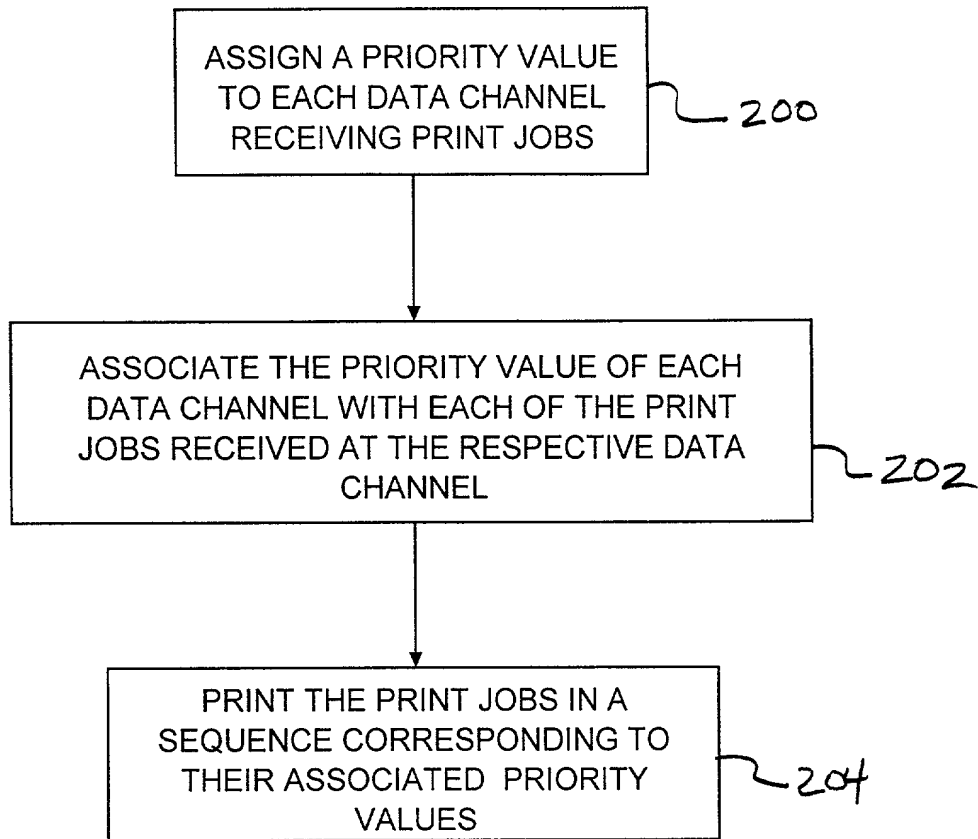 ASSIGN A PRIORITY VALUE
TO EACH DATA CHANNEL
RECEIVING PRINT JOBS
200
ASSOCIATE THE PRIORITY VALUE OF EACH
DATA CHANNEL WITH EACH OF THE PRINT
JOBS RECEIVED AT THE RESPECTIVE DATA
CHANNEL
202
PRINT THE PRINT JOBS IN A
SEQUENCE CORRESPONDING TO
THEIR ASSOCIATED PRIORITY
VALUES
204